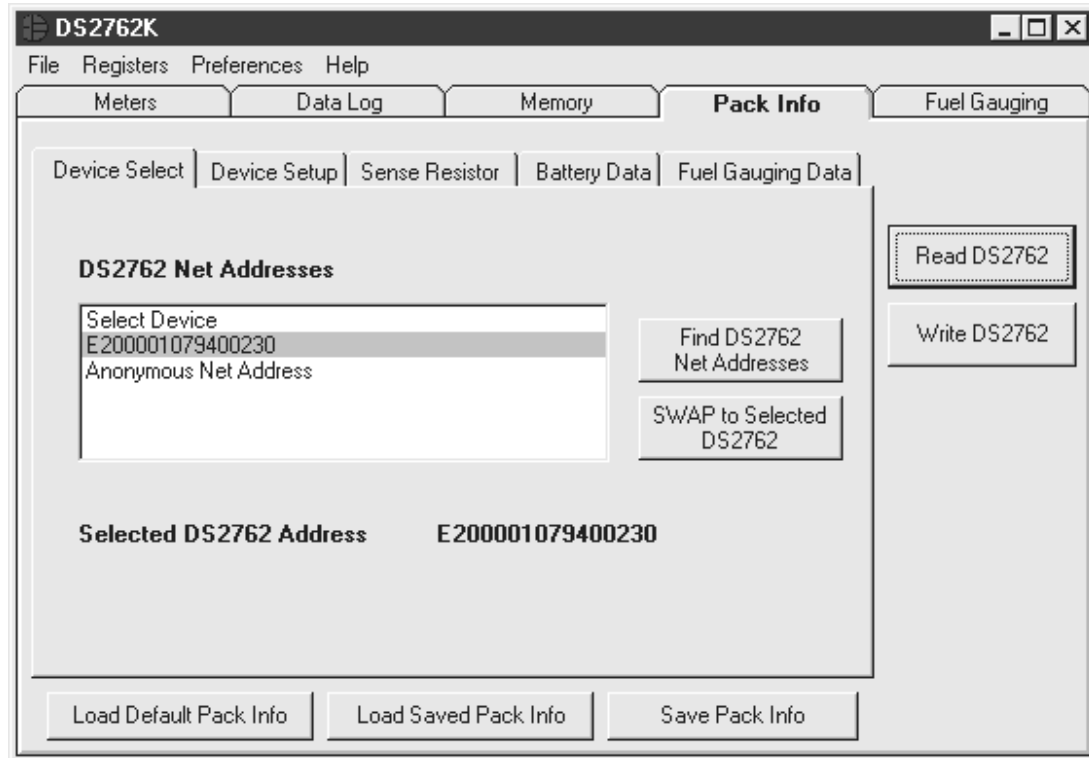 DS2762K
File Registers Preferences Help
Meters Data Log Memory Pack Info Fuel Gauging
Device Select Device Setup Sense Resistor Battery Data Fuel Gauging Data
DS2762 Net Addresses
Select Device
E200001079400230
Anonymous Net Address
Find DS2762
Net Addresses
SWAP to Selected
DS2762
Selected DS2762 Address E200001079400230
Read DS2762
Write DS2762
Load Default Pack Info Load Saved Pack Info Save Pack Info